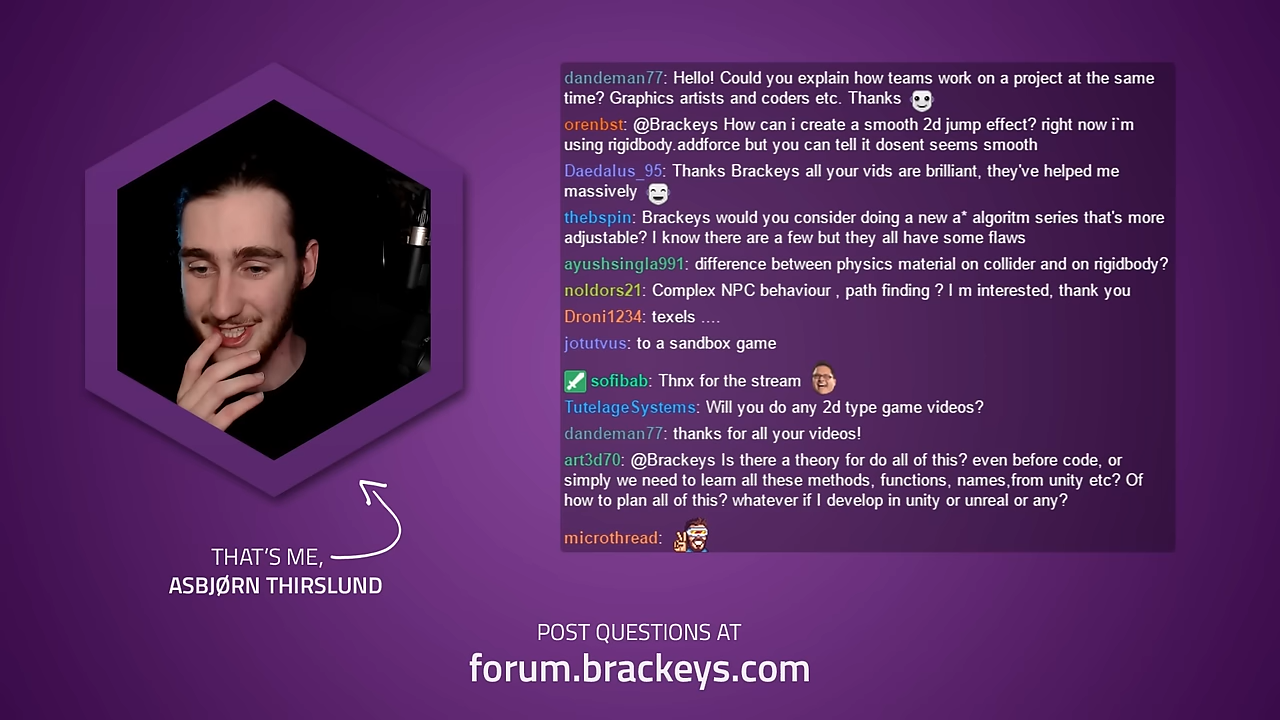 dandeman77: Hello! Could you explain how teams work on a project at the same
time? Graphics artists and coders etc. Thanks
orenbst: @Brackeys How can i create a smooth 2d jump effect? right now i`m
using rigidbody.addforce but you can tell it dosent seems smooth
Daedalus_95: Thanks Brackeys all your vids are brilliant, they've helped me
massively
thebspin: Brackeys would you consider doing a new a* algoritm series that's more
adjustable? I know there are a few but they all have some flaws
ayushsingla991: difference between physics material on collider and on rigidbody?
noldors21: Complex NPC behaviour , path finding ? I m interested, thank you
Droni1234: texels ....
jotutvus: to a sandbox game
sofibab: Thnx for the stream
TutelageSystems: Will you do any 2d type game videos?
dandeman77: thanks for all your videos!
art3d70: @Brackeys Is there a theory for do all of this? even before code, or
simply we need to learn all these methods, functions, names,from unity etc? Of
how to plan all of this? whatever if I develop in unity or unreal or any?
microthread:
THAT'S ME,
ASBJØRN THIRSLUND
POST QUESTIONS AT
forum.brackeys.com